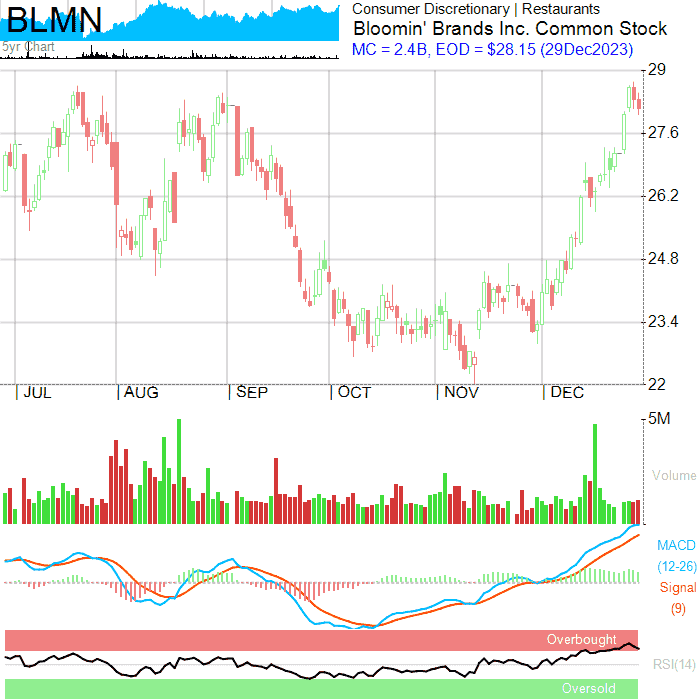 BLMN
5yr Chart
Consumer Discretionary | Restaurants
Bloomin' Brands Inc. Common Stock
MC = 2.4B, EOD = $28.15 (29Dec2023)
29
27.6
26.2
24.8
23.4
22
JUL AUG SEP OCT NOV DEC
5M
Volume
MACD
(12-26)
Signal
(9)
Overbought
RSI(14)
Oversold